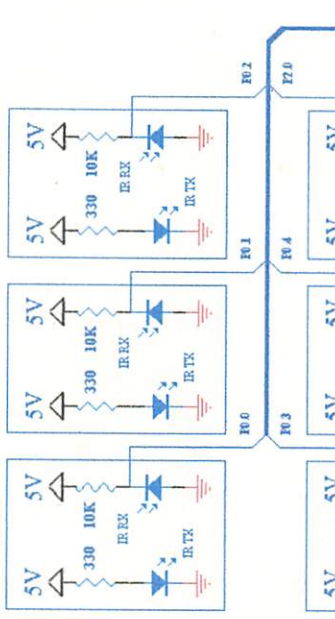 5V 5V 5V 5V 5V 5V
330 10K 330 10K 330 10K
IR RX IR RX IR RX
IR TX IR TX IR TX
P0.0 P0.1 P0.2
P0.3 P0.4 P2.0
5V 5V 5V 5V 5V 5V